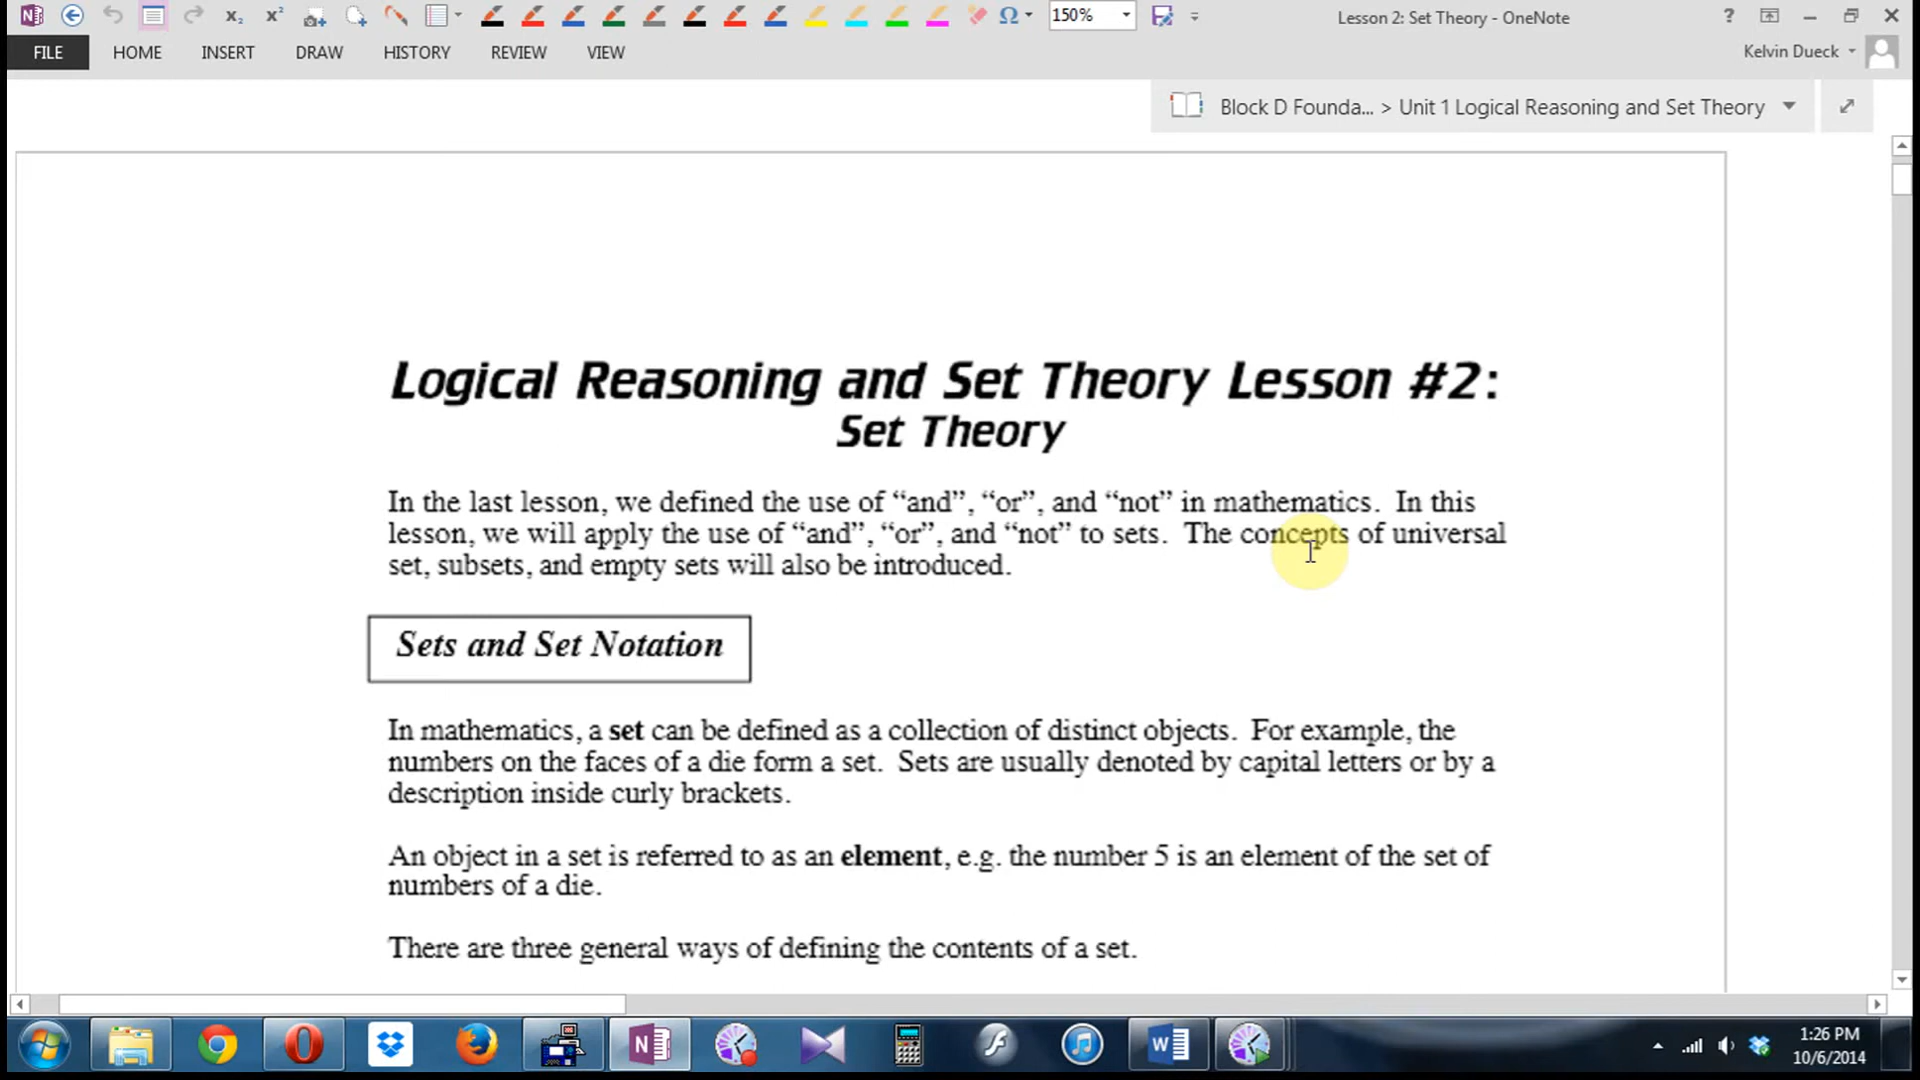 150%
Lesson 2: Set Theory - OneNote
FILE HOME INSERT DRAW HISTORY REVIEW VIEW
Kelvin Dueck
Block D Founda... > Unit 1 Logical Reasoning and Set Theory
Logical Reasoning and Set Theory Lesson #2:
Set Theory
In the last lesson, we defined the use of “and”, “or”, and “not” in mathematics. In this
lesson, we will apply the use of “and”, “or”, and “not” to sets. The concepts of universal
set, subsets, and empty sets will also be introduced.
Sets and Set Notation
In mathematics, a set can be defined as a collection of distinct objects. For example, the
numbers on the faces of a die form a set. Sets are usually denoted by capital letters or by a
description inside curly brackets.
An object in a set is referred to as an element, e.g. the number 5 is an element of the set of
numbers of a die.
There are three general ways of defining the contents of a set.
1:26 PM
10/6/2014